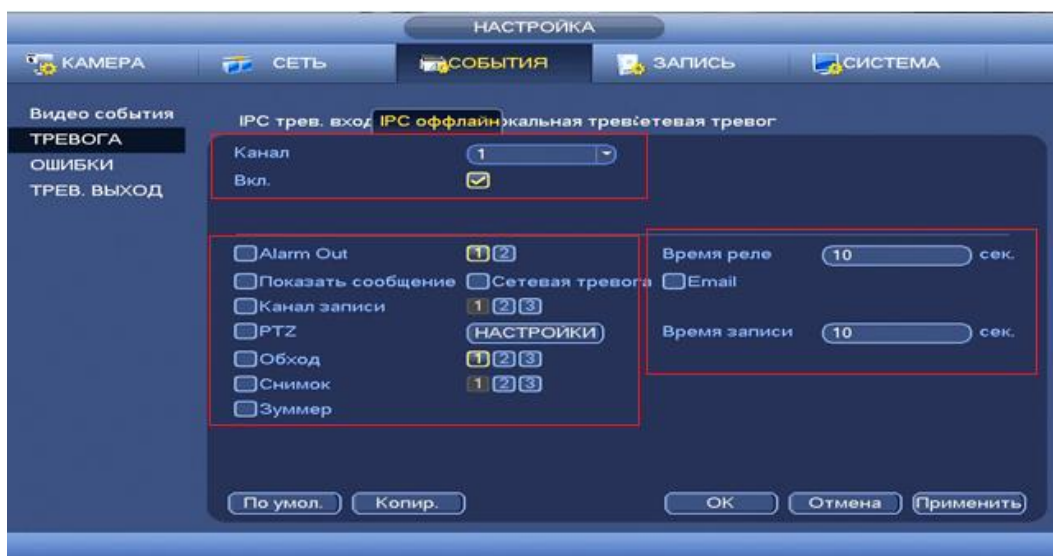 НАСТРОЙКА
КАМЕРА СЕТЬ СОБЫТИЯ ЗАПИСЬ СИСТЕМА
Видео события
ТРЕВОГА
ОШИБКИ
ТРЕВ. ВЫХОД
IPC трев. вход IPC оффлайн окальная трев етевая тревог
Канал 1
Вкл.
Alarm Out 1 2 Время реле 10 сек.
Показать сообщение Сетевая тревога Email
Канал записи 1 2 3
PTZ НАСТРОЙКИ Время записи 10 сек.
Обход 1 2 3
Снимок 1 2 3
Зуммер
По умол. Копир. OK Отмена Применить